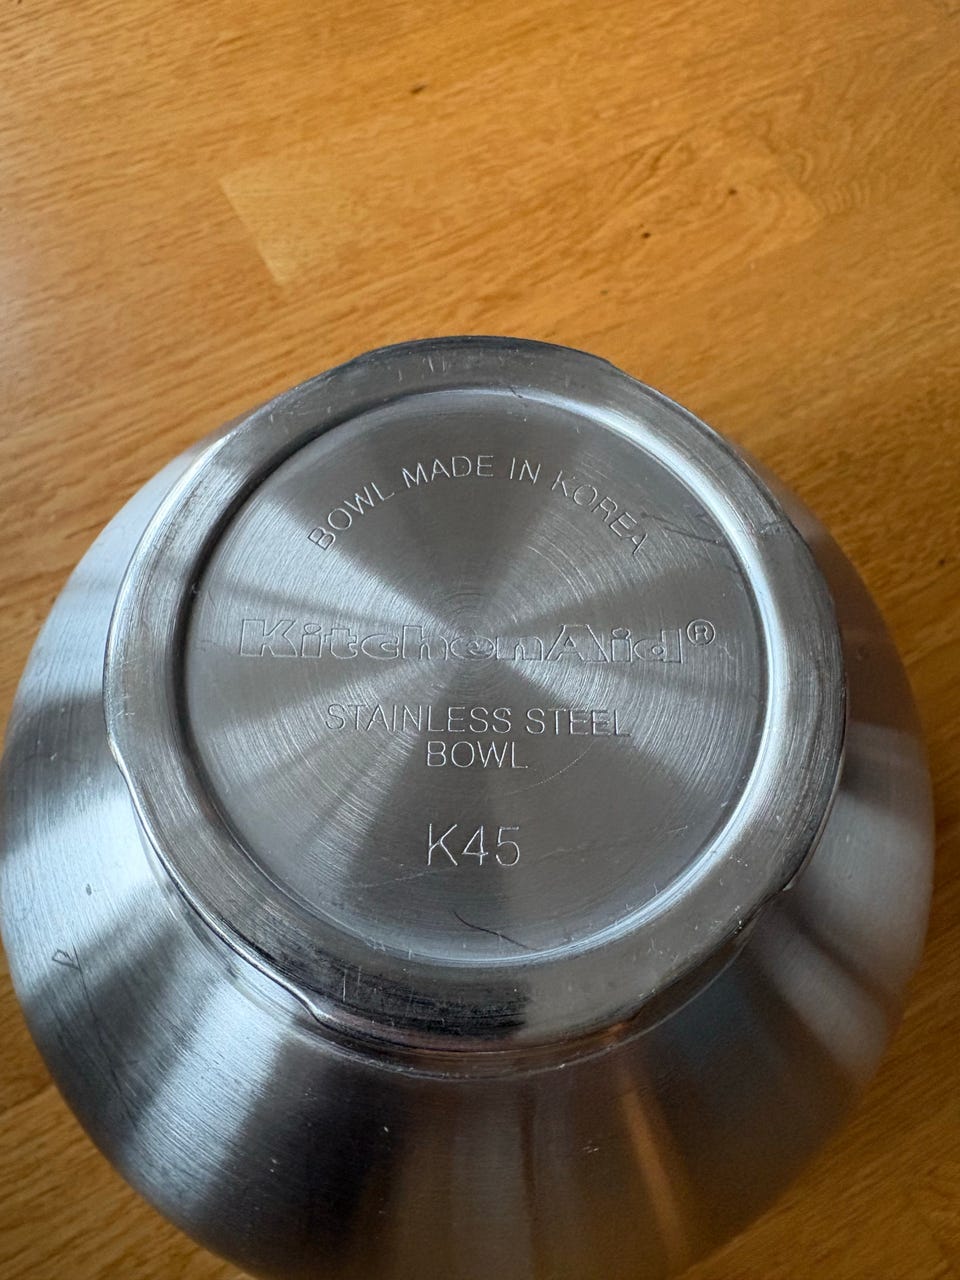 BOWL MADE IN KOREA
KitchenAid®
STAINLESS STEEL
BOWL
K45